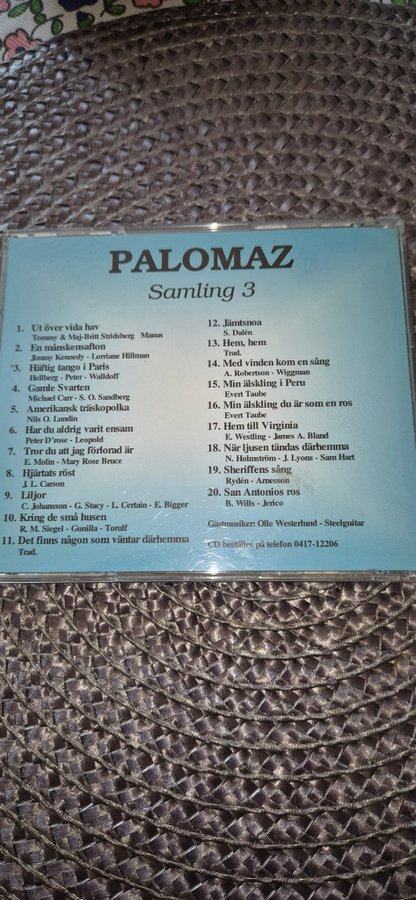 PALOMAZ
Samling 3
1. Ut över vida hav
Tommy & Maj-Britt Stridsberg Manus
2. En månskensafton
Jimmy Kennedy - Lorriane Hillman
3. Häftig tango i Paris
Hellberg - Peter - Walldoff
4. Gamle Svarten
Michael Carr - S. O. Sandberg
5. Amerikansk träskopolka
Nils O. Lundin
6. Har du aldrig varit ensam
Peter D'rose - Leopold
7. Tror du att jag förlorad är
E. Molin - Mary Rose Bruce
8. Hjärtats röst
J. L. Carson
9. Liljor
C. Johansson - G. Stacy - L. Certain - E. Bigger
10. Kring de små husen
R. M. Siegel - Gunilla - Torulf
11. Det finns någon som väntar därhemma
Trad.
12. Jämtsnoa
S. Dalén
13. Hem, hem
Trad.
14. Med vinden kom en sång
A. Robertson - Wiggman
15. Min älskling i Peru
Evert Taube
16. Min älskling du är som en ros
Evert Taube
17. Hem till Virginia
E. Westling - James A. Bland
18. När ljusen tändas därhemma
N. Holmström - J. Lyons - Sam Hart
19. Sheriffens sång
Rydén - Arnesson
20. San Antonios ros
B. Wills - Jerico
Gästmusiker: Olle Westerlund - Steelguitar
CD beställes på telefon 0417-12206